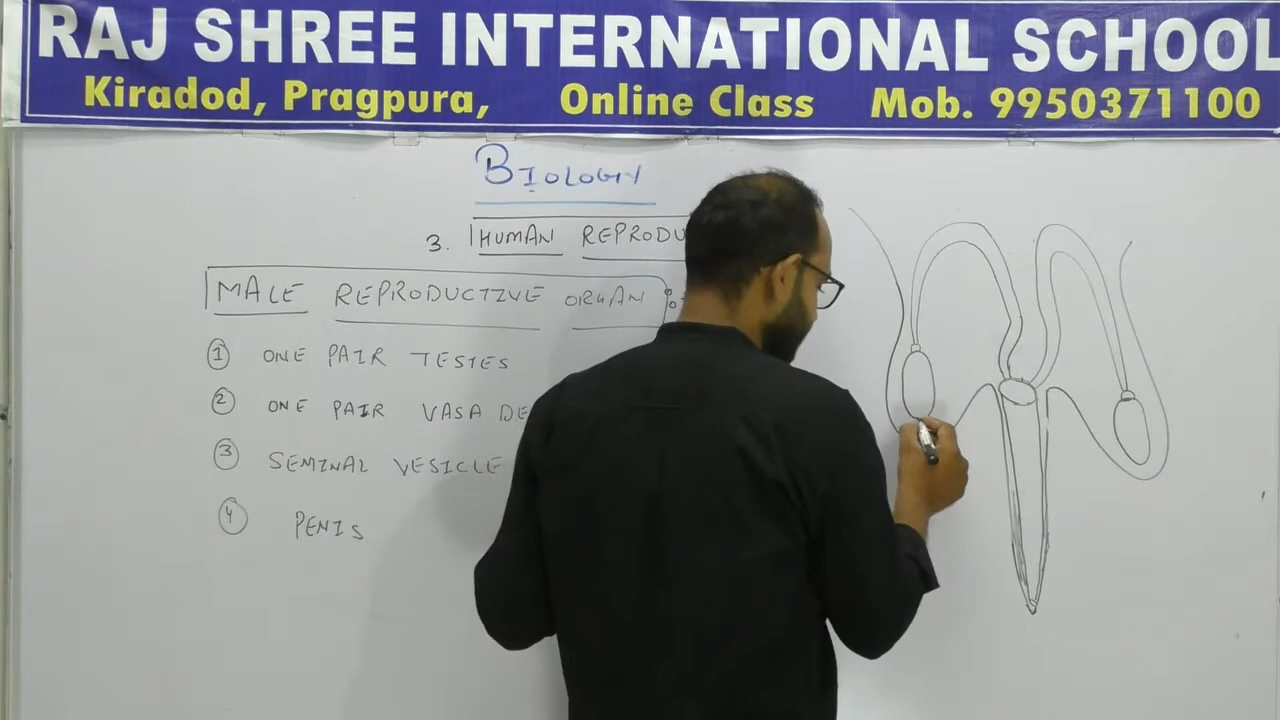 RAJ SHREE INTERNATIONAL SCHOOL
Kiradod, Pragpura, Online Class Mob. 9950371100
BIOLOGY
3. HUMAN REPRODU
MALE REPRODUCTIVE ORGAN :-
1 ONE PAIR TESTES
2 ONE PAIR VASA DE
3 SEMINAL VESICLE
4 PENIS